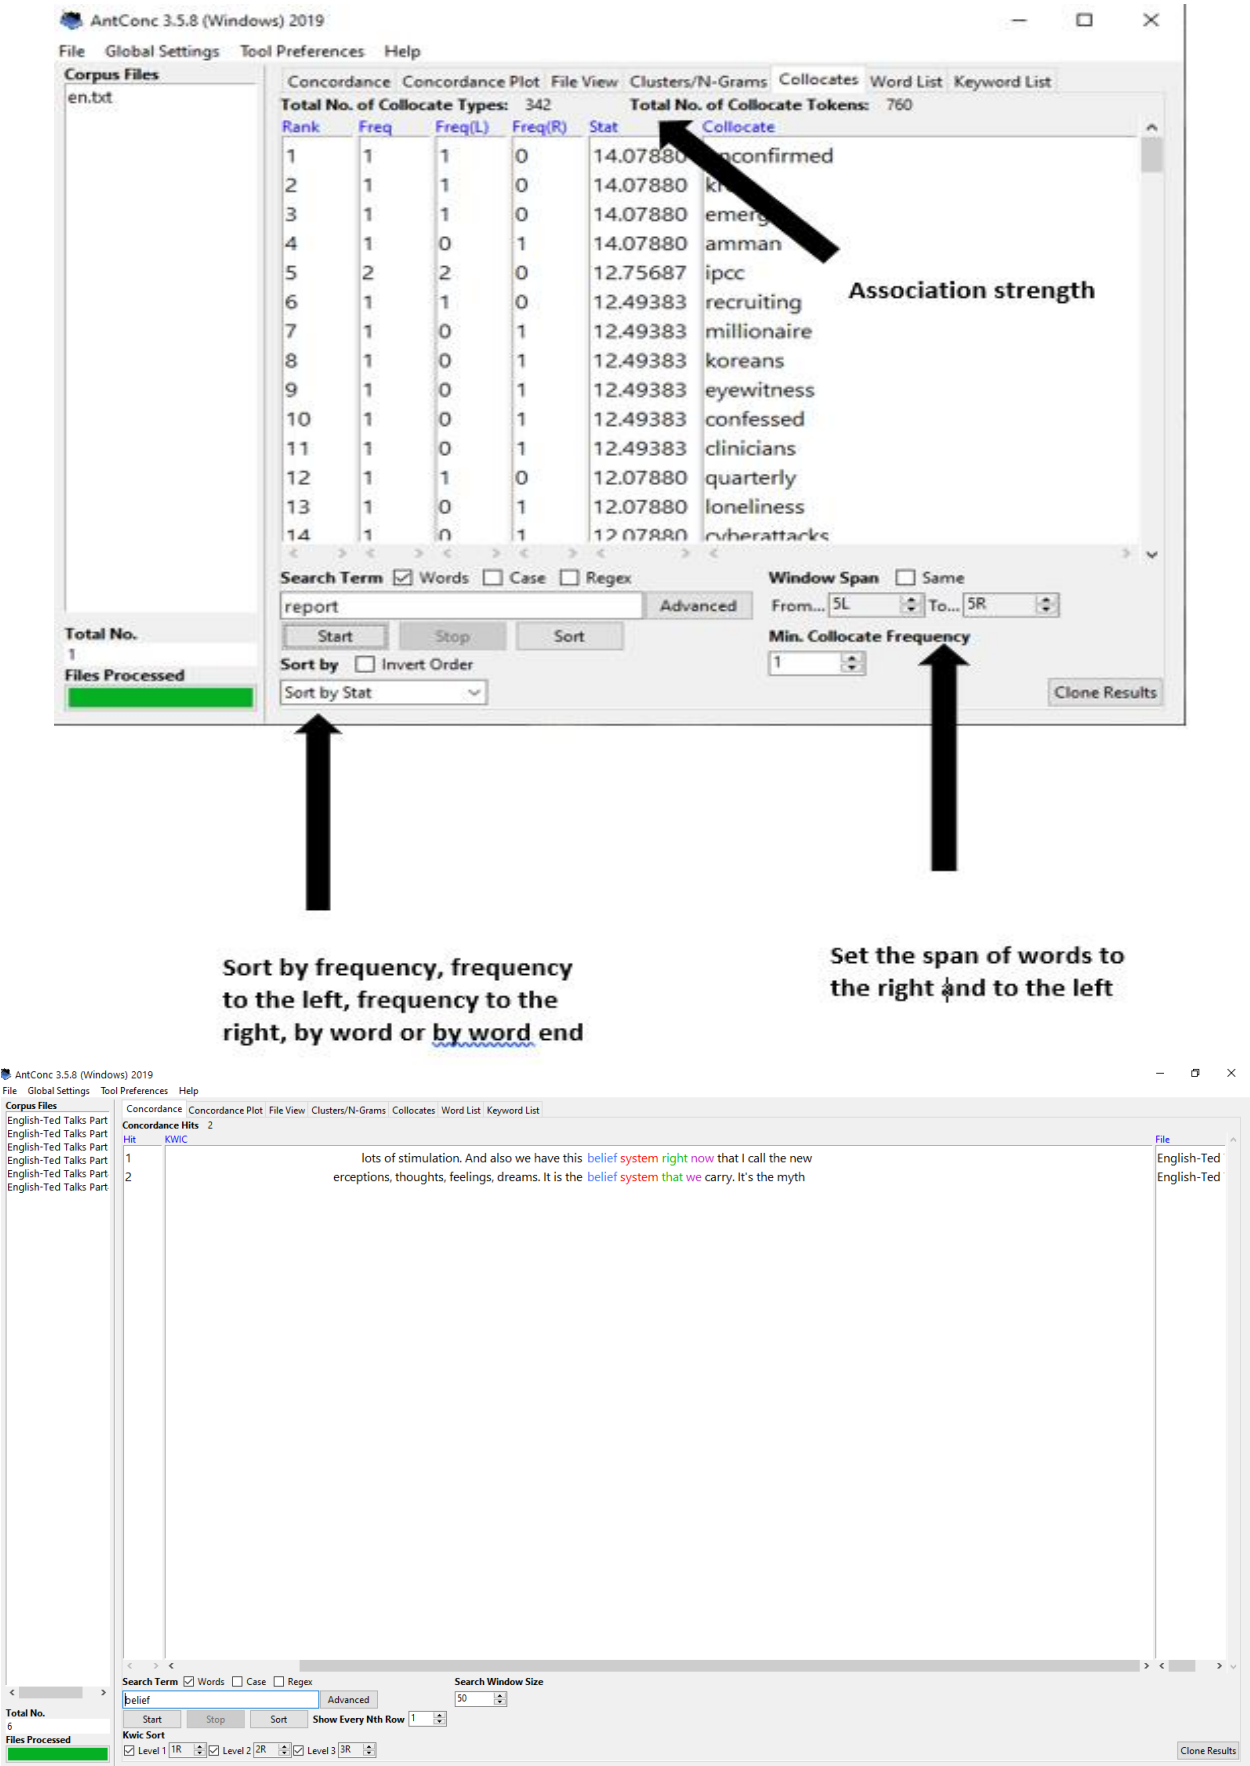 AntConc 3.5.8 (Windows) 2019
File Global Settings Tool Preferences Help
Corpus Files
en.txt
Concordance Concordance Plot File View Clusters/N-Grams Collocates Word List Keyword List
Total No. of Collocate Types: 342 Total No. of Collocate Tokens: 760
Rank Freq Freq(L) Freq(R) Stat Collocate
1 1 1 0 14.07880 nconfirmed
2 1 1 0 14.07880
3 1 1 0 14.07880 emerg
4 1 0 1 14.07880 amman
5 2 2 0 12.75687 ipcc
6 1 1 0 12.49383 recruiting
7 1 0 1 12.49383 millionaire
8 1 0 1 12.49383 koreans
9 1 0 1 12.49383 eyewitness
10 1 0 1 12.49383 confessed
11 1 0 1 12.49383 clinicians
12 1 1 0 12.07880 quarterly
13 1 0 1 12.07880 loneliness
14 1 0 1 12.07880 cyberattacks
Association strength
Search Term Words Case Regex
report Advanced
Start Stop Sort
Sort by Invert Order
Sort by Stat
Window Span Same
From... 5L To... 5R
Min. Collocate Frequency
1
Clone Results
Total No.
1
Files Processed
Sort by frequency, frequency
to the left, frequency to the
right, by word or by word end
Set the span of words to
the right and to the left
AntConc 3.5.8 (Windows) 2019
File Global Settings Tool Preferences Help
Corpus Files
English-Ted Talks Part
English-Ted Talks Part
English-Ted Talks Part
English-Ted Talks Part
English-Ted Talks Part
English-Ted Talks Part
Concordance Concordance Plot File View Clusters/N-Grams Collocates Word List Keyword List
Concordance Hits 2
Hit KWIC File
1 lots of stimulation. And also we have this belief system right now that I call the new English-Ted
2 erceptions, thoughts, feelings, dreams. It is the belief system that we carry. It's the myth English-Ted
Search Term Words Case Regex
belief Advanced
Start Stop Sort Show Every Nth Row 1
Kwic Sort
Level 1 1R Level 2 2R Level 3 3R
Search Window Size
50
Clone Results
Total No.
6
Files Processed